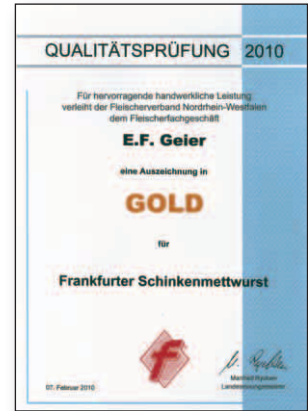 QUALITÄTSPRÜFUNG 2010
Für hervorragende handwerkliche Leistung
verleiht der Fleischerverband Nordrhein-Westfalen
dem Fleischerfachgeschäft
E.F. Geier
eine Auszeichnung in
GOLD
für
Frankfurter Schinkenmettwurst
f
07. Februar 2010
Manfred Rycken
Landesinnungsmeister